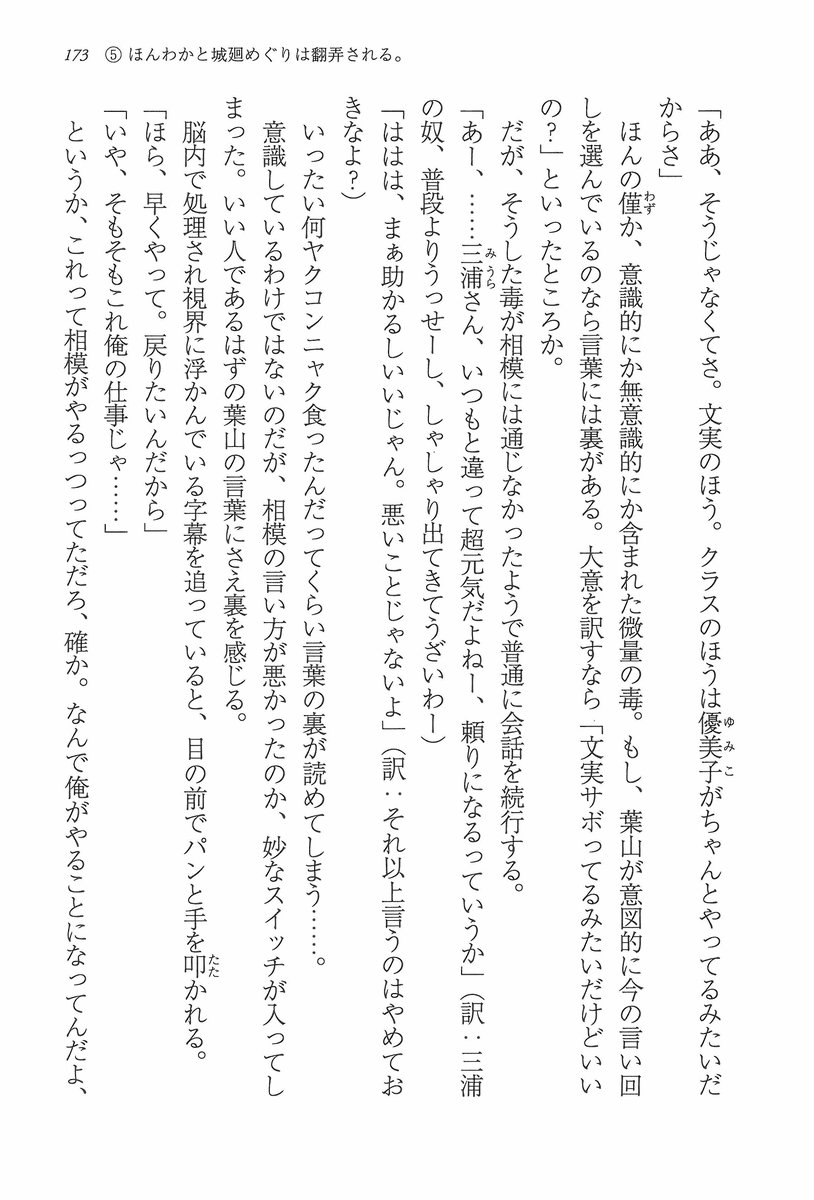 173 ⑤ ほんわかと城廻めぐりは翻弄される。
「ああ、そうじゃなくてさ。文実のほう。クラスのほうは優美子がちゃんとやってるみたいだ
からさ」
ほんの僅か、意識的にか無意識的にか含まれた微量の毒。もし、葉山が意図的に今の言い回
しを選んでいるのなら言葉には裏がある。大意を訳すなら「文実サボってるみたいだけどいい
の?」といったところか。
だが、そうした毒が相模には通じなかったようで普通に会話を続行する。
「あー、……三浦さん、いつもと違って超元気だよねー、頼りになるっていうか」(訳:三浦
の奴、普段よりうっせーし、しゃしゃり出てきてうざいわー)
「ははは、まぁ助かるしいいじゃん。悪いことじゃないよ」(訳:それ以上言うのはやめてお
きなよ?)
いったい何ヤクコンニャク食ったんだってくらい言葉の裏が読めてしまう……。
意識しているわけではないのだが、相模の言い方が悪かったのか、妙なスイッチが入ってし
まった。いい人であるはずの葉山の言葉にさえ裏を感じる。
脳内で処理され視界に浮かんでいる字幕を追っていると、目の前でパンと手を叩かれる。
「ほら、早くやって。戻りたいんだから」
「いや、そもそもこれ俺の仕事じゃ……」
というか、これって相模がやるっつってただろ、確か。なんで俺がやることになってんだよ、